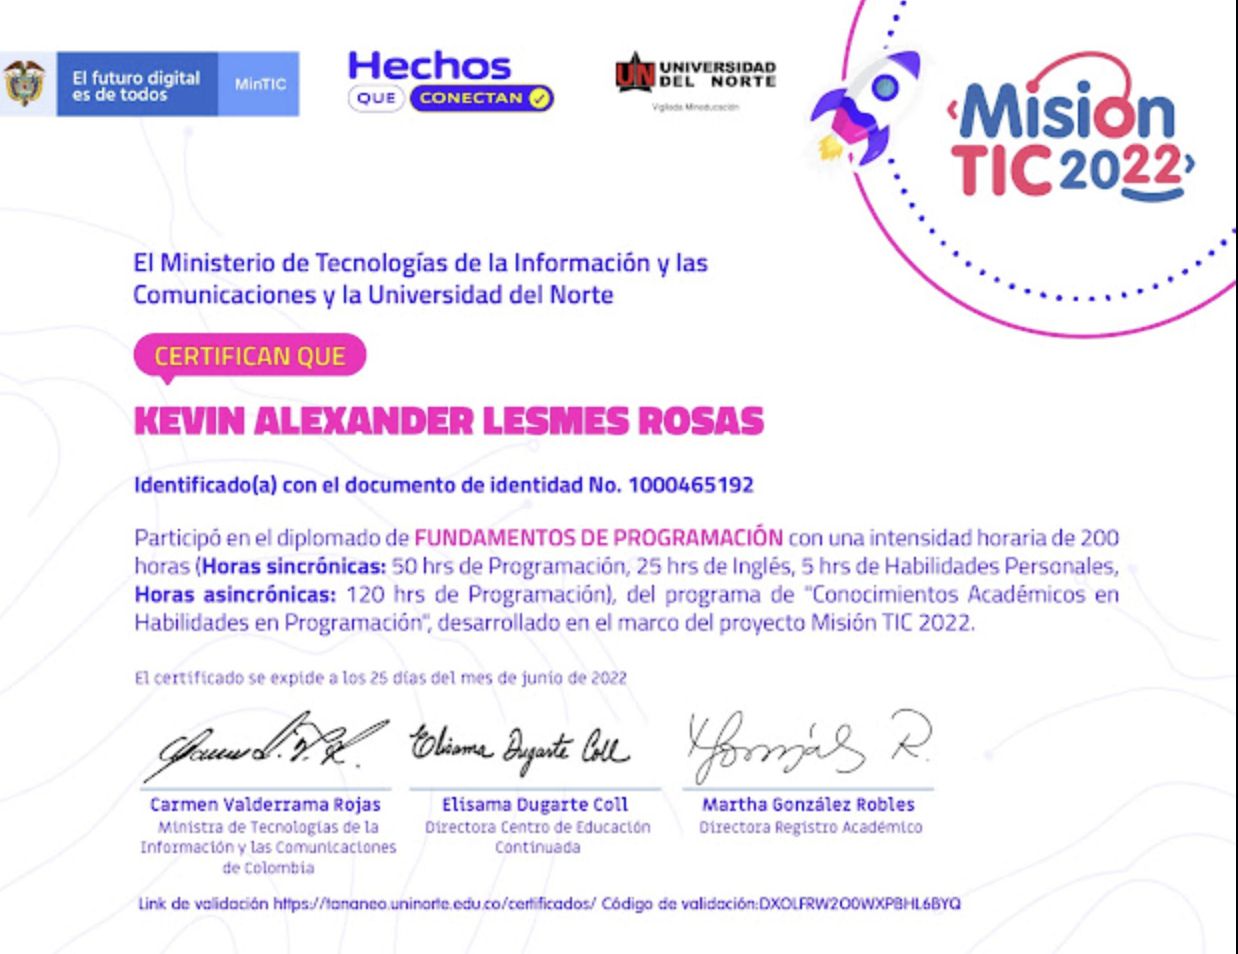 El futuro digital
es de todos
MinTIC
Hechos
QUE CONECTAN
UN UNIVERSIDAD
DEL NORTE
Vigilada Mineducación
‹Misión
TIC 2022›
El Ministerio de Tecnologías de la Información y las
Comunicaciones y la Universidad del Norte
CERTIFICAN QUE
KEVIN ALEXANDER LESMES ROSAS
Identificado(a) con el documento de identidad No. 1000465192
Participó en el diplomado de FUNDAMENTOS DE PROGRAMACIÓN con una intensidad horaria de 200
horas (Horas sincrónicas: 50 hrs de Programación, 25 hrs de Inglés, 5 hrs de Habilidades Personales,
Horas asincrónicas: 120 hrs de Programación), del programa de "Conocimientos Académicos en
Habilidades en Programación", desarrollado en el marco del proyecto Misión TIC 2022.
El certificado se expide a los 25 días del mes de junio de 2022
Elisama Dugarte Coll
Carmen Valderrama Rojas
Ministra de Tecnologías de la
Información y las Comunicaciones
de Colombia
Elisama Dugarte Coll
Directora Centro de Educación
Continuada
Martha González Robles
Directora Registro Académico
Link de validación https://tananeo.uninorte.edu.co/certificados/ Código de validación:DXOLFRW2O0WXPBHL6BYQ